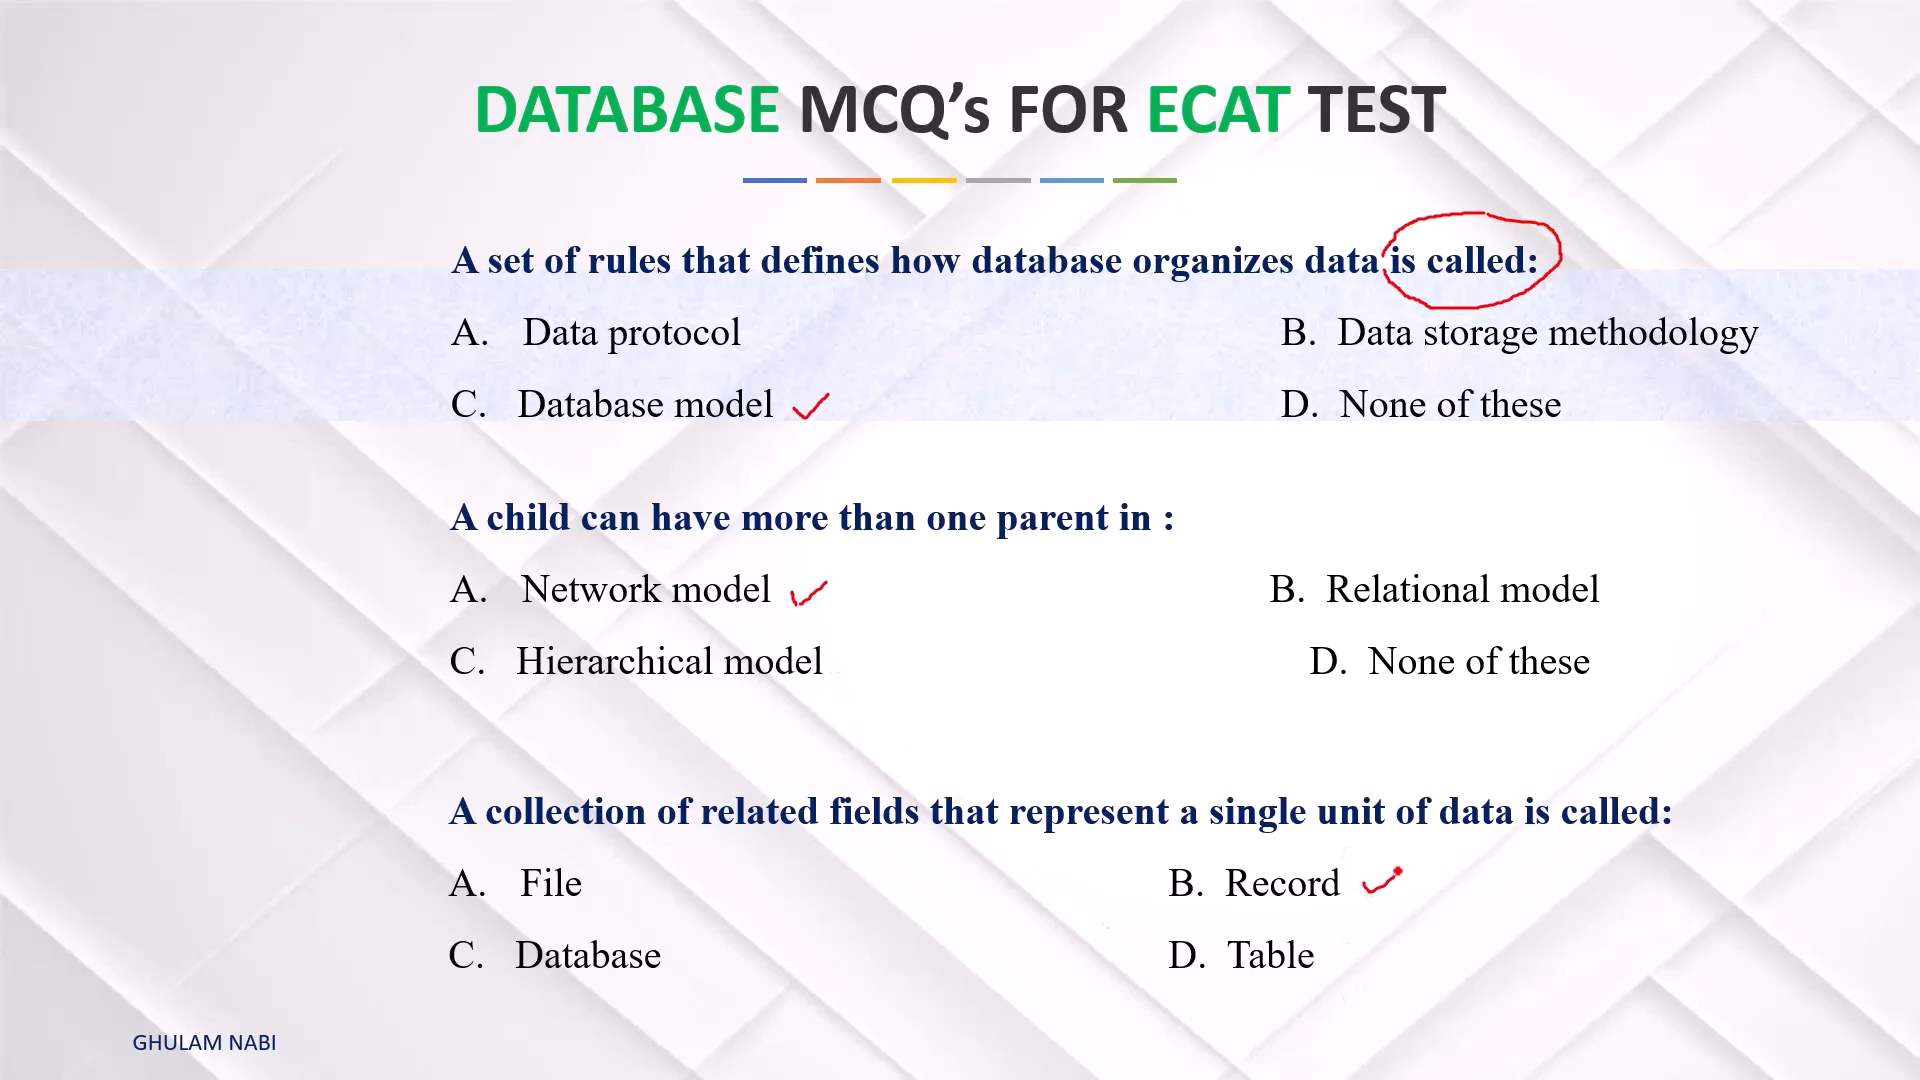 DATABASE MCQ’s FOR ECAT TEST
A set of rules that defines how database organizes data is called:
A. Data protocol B. Data storage methodology
C. Database model D. None of these
A child can have more than one parent in :
A. Network model B. Relational model
C. Hierarchical model D. None of these
A collection of related fields that represent a single unit of data is called:
A. File B. Record
C. Database D. Table
GHULAM NABI